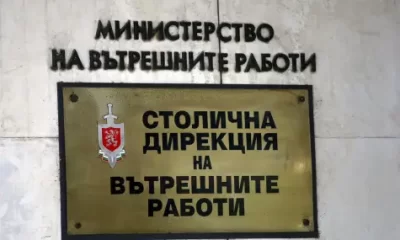 МИНИСТЕРСТВО
НА ВЪТРЕШНИТЕ РАБОТИ
СТОЛИЧНА
ДИРЕКЦИЯ
НА
ВЪТРЕШНИТЕ
РАБОТИ